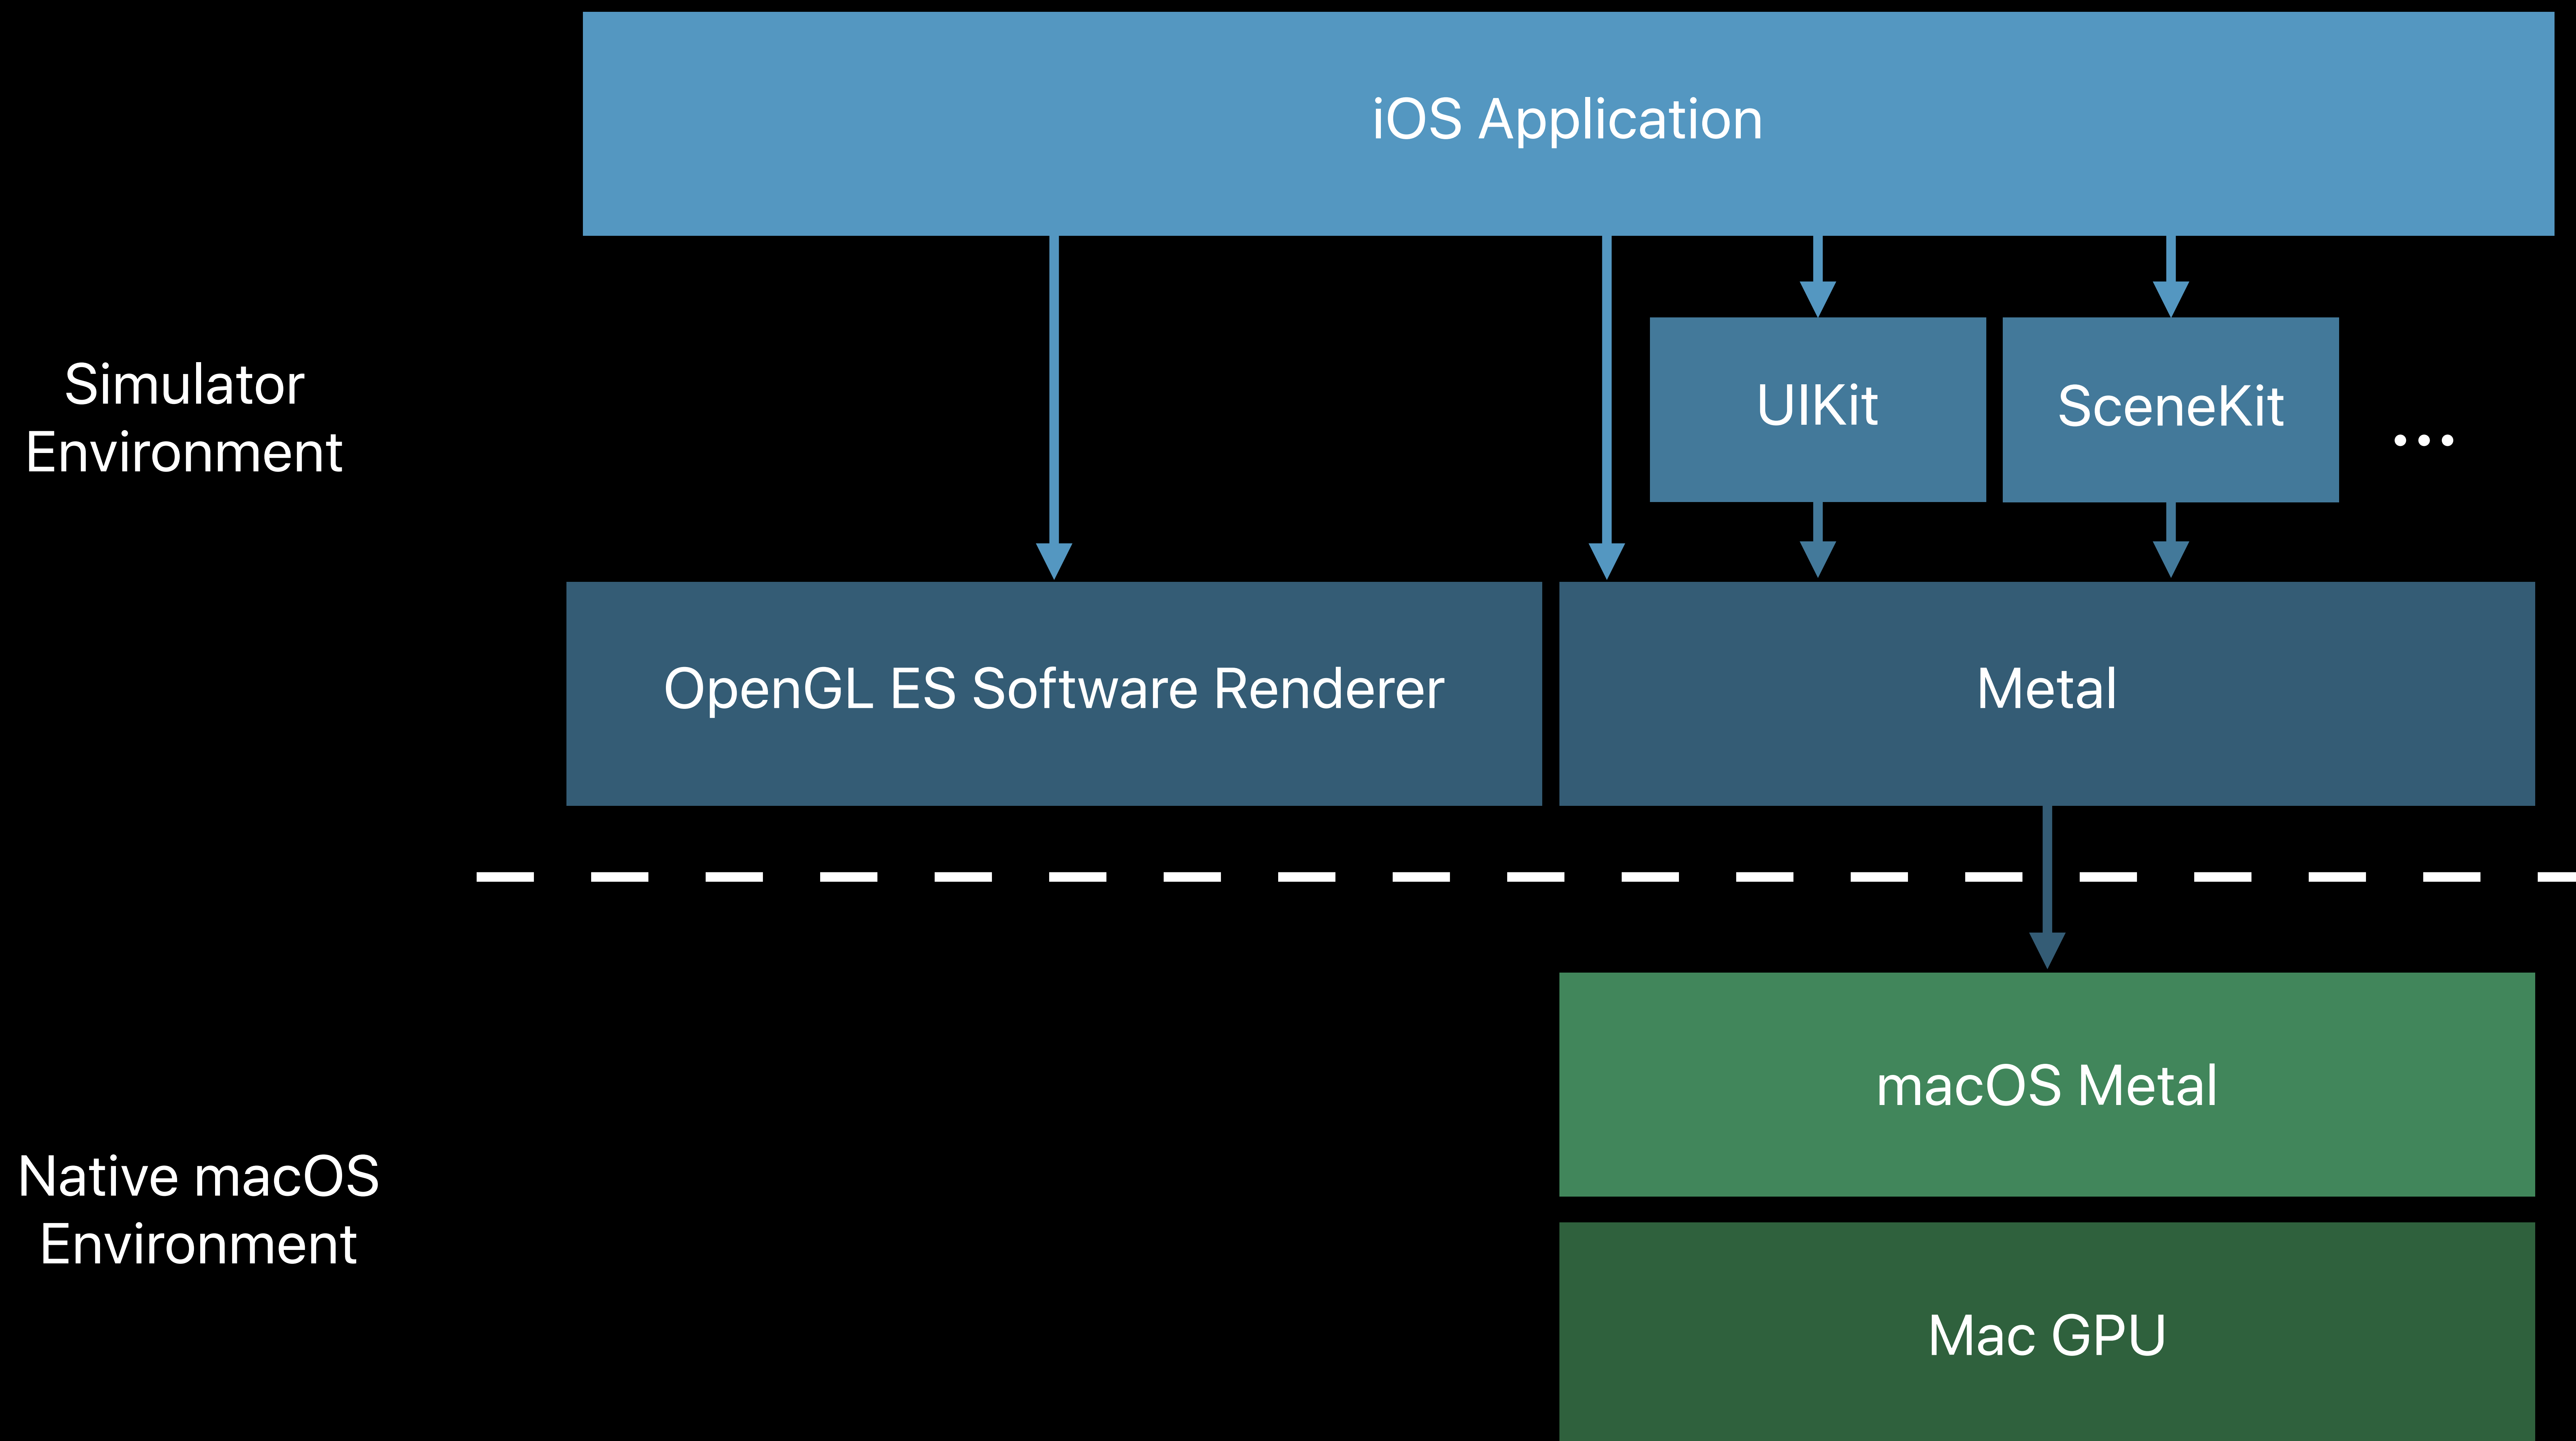 iOS Application
Simulator
Environment
UIKit
SceneKit
...
OpenGL ES Software Renderer
Metal
macOS Metal
Native macOS
Environment
Mac GPU